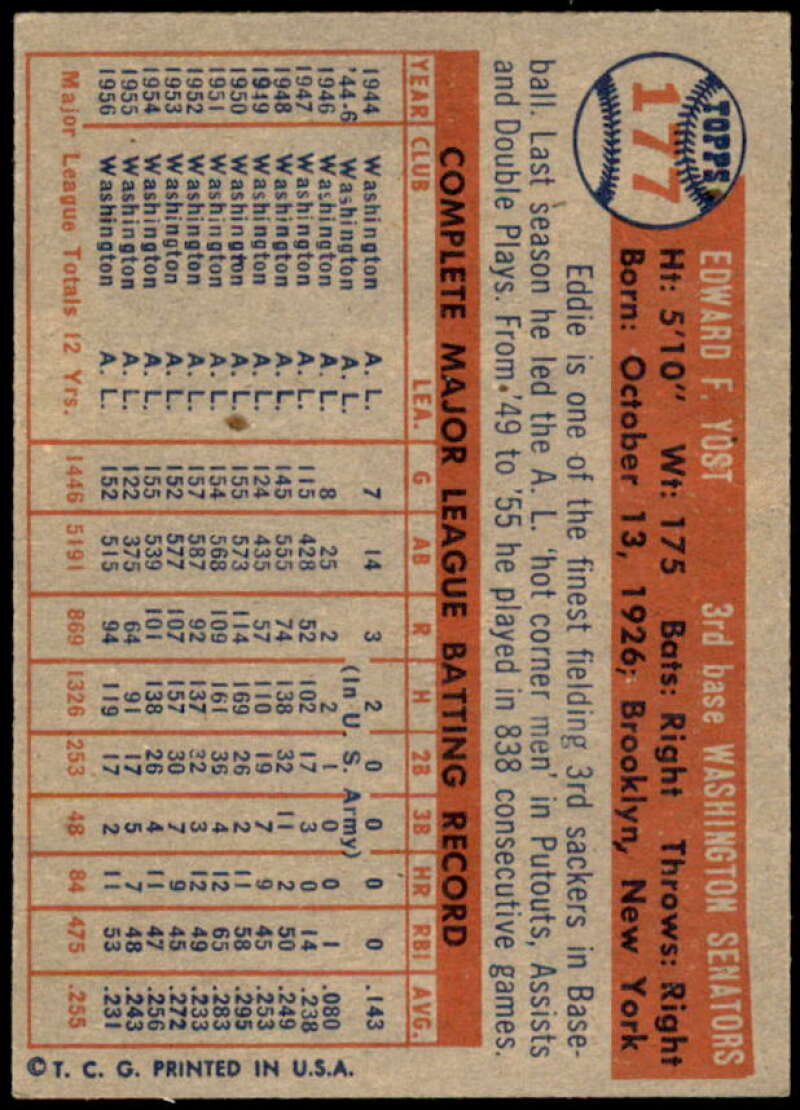 TOPPS
177
EDWARD F. YOST 3rd base WASHINGTON SENATORS
Ht: 5'10" Wt: 175 Bats: Right Throws: Right
Born: October 13, 1926, Brooklyn, New York
Eddie is one of the finest fielding 3rd sackers in Base-
ball. Last season he led the A. L. 'hot corner men' in Putouts, Assists
and Double Plays. From '49 to '55 he played in 838 consecutive games.
COMPLETE MAJOR LEAGUE BATTING RECORD
YEAR CLUB LEA. G AB R H 2B 3B HR RBI AVG.
1944 Washington A. L. 7 14 3 2 0 0 0 0 .143
'44-6 Washington A. L. (In U. S. Army)
1946 Washington A. L. 8 25 2 2 1 0 0 1 .080
1947 Washington A. L. 115 428 52 102 17 3 0 14 .238
1948 Washington A. L. 145 555 74 138 32 11 2 50 .249
1949 Washington A. L. 124 435 57 110 19 7 9 45 .253
1950 Washington A. L. 155 573 114 169 26 2 11 58 .295
1951 Washington A. L. 154 568 109 161 36 4 12 65 .283
1952 Washington A. L. 157 587 92 137 32 3 12 49 .233
1953 Washington A. L. 152 577 107 157 30 7 9 45 .272
1954 Washington A. L. 155 539 101 138 26 4 11 47 .256
1955 Washington A. L. 122 375 64 91 17 5 7 48 .243
1956 Washington A. L. 152 515 94 119 17 2 11 53 .231
Major League Totals 12 Yrs. 1446 5191 869 1326 253 48 84 475 .255
© T. C. G. PRINTED IN U.S.A.